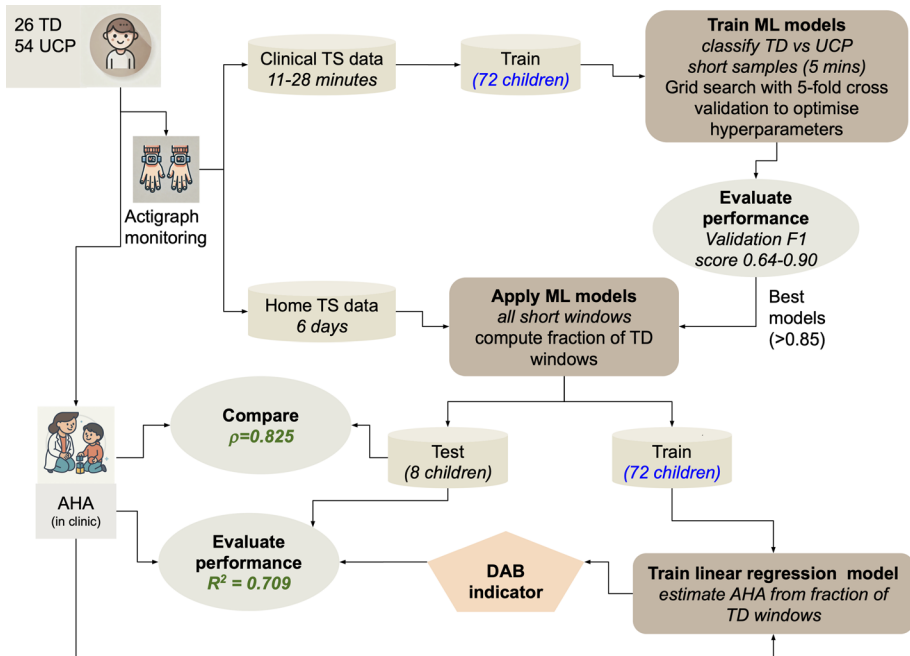 26 TD
54 UCP
Clinical TS data
11-28 minutes
Train
(72 children)
Train ML models
classify TD vs UCP
short samples (5 mins)
Grid search with 5-fold cross
validation to optimise
hyperparameters
Actigraph
monitoring
Evaluate
performance
Validation F1
score 0.64-0.90
Home TS data
6 days
Apply ML models
all short windows
compute fraction of TD
windows
Best
models
(>0.85)
Compare
ρ=0.825
Test
(8 children)
Train
(72 children)
AHA
(in clinic)
Evaluate
performance
R² = 0.709
DAB
indicator
Train linear regression model
estimate AHA from fraction of
TD windows